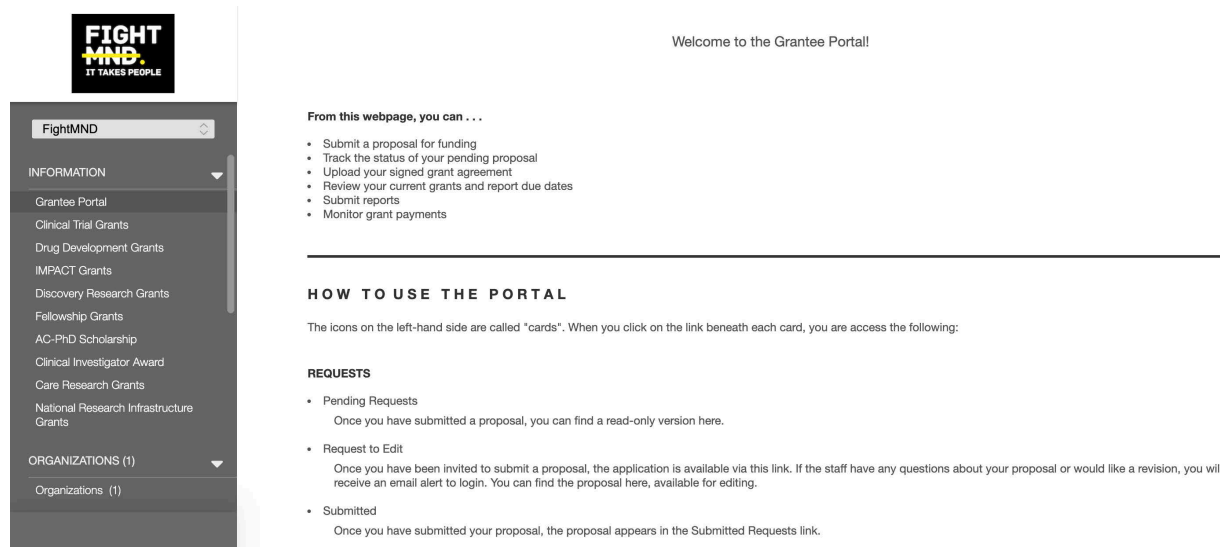 FIGHT
MND.
IT TAKES PEOPLE
FightMND
INFORMATION
Grantee Portal
Clinical Trial Grants
Drug Development Grants
IMPACT Grants
Discovery Research Grants
Fellowship Grants
AC-PhD Scholarship
Clinical Investigator Award
Care Research Grants
National Research Infrastructure
Grants
ORGANIZATIONS (1)
Organizations (1)
Welcome to the Grantee Portal!
From this webpage, you can . . .
• Submit a proposal for funding
• Track the status of your pending proposal
• Upload your signed grant agreement
• Review your current grants and report due dates
• Submit reports
• Monitor grant payments
HOW TO USE THE PORTAL
The icons on the left-hand side are called "cards". When you click on the link beneath each card, you are access the following:
REQUESTS
• Pending Requests
Once you have submitted a proposal, you can find a read-only version here.
• Request to Edit
Once you have been invited to submit a proposal, the application is available via this link. If the staff have any questions about your proposal or would like a revision, you wil
receive an email alert to login. You can find the proposal here, available for editing.
• Submitted
Once you have submitted your proposal, the proposal appears in the Submitted Requests link.